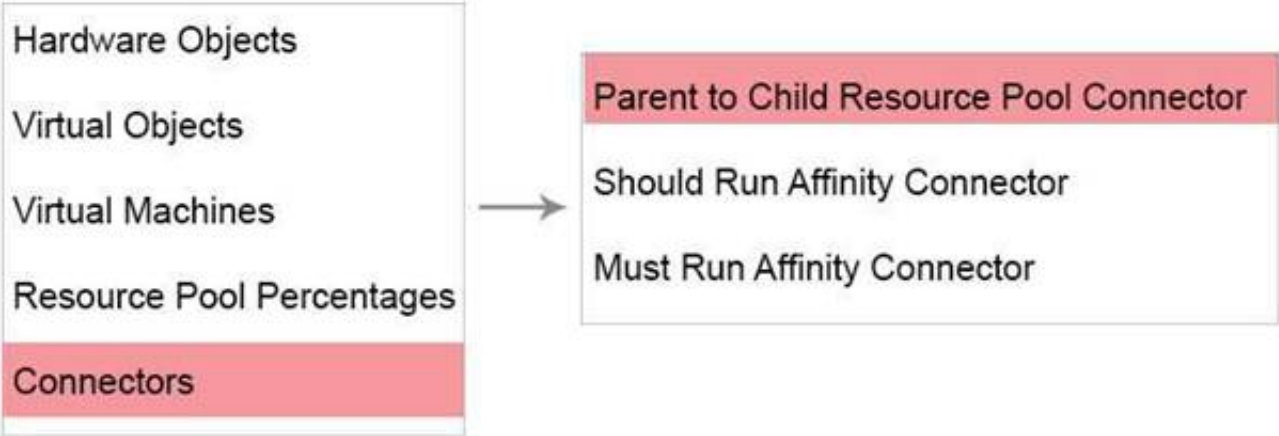 Hardware Objects
Virtual Objects
Virtual Machines
Resource Pool Percentages
Connectors
Parent to Child Resource Pool Connector
Should Run Affinity Connector
Must Run Affinity Connector